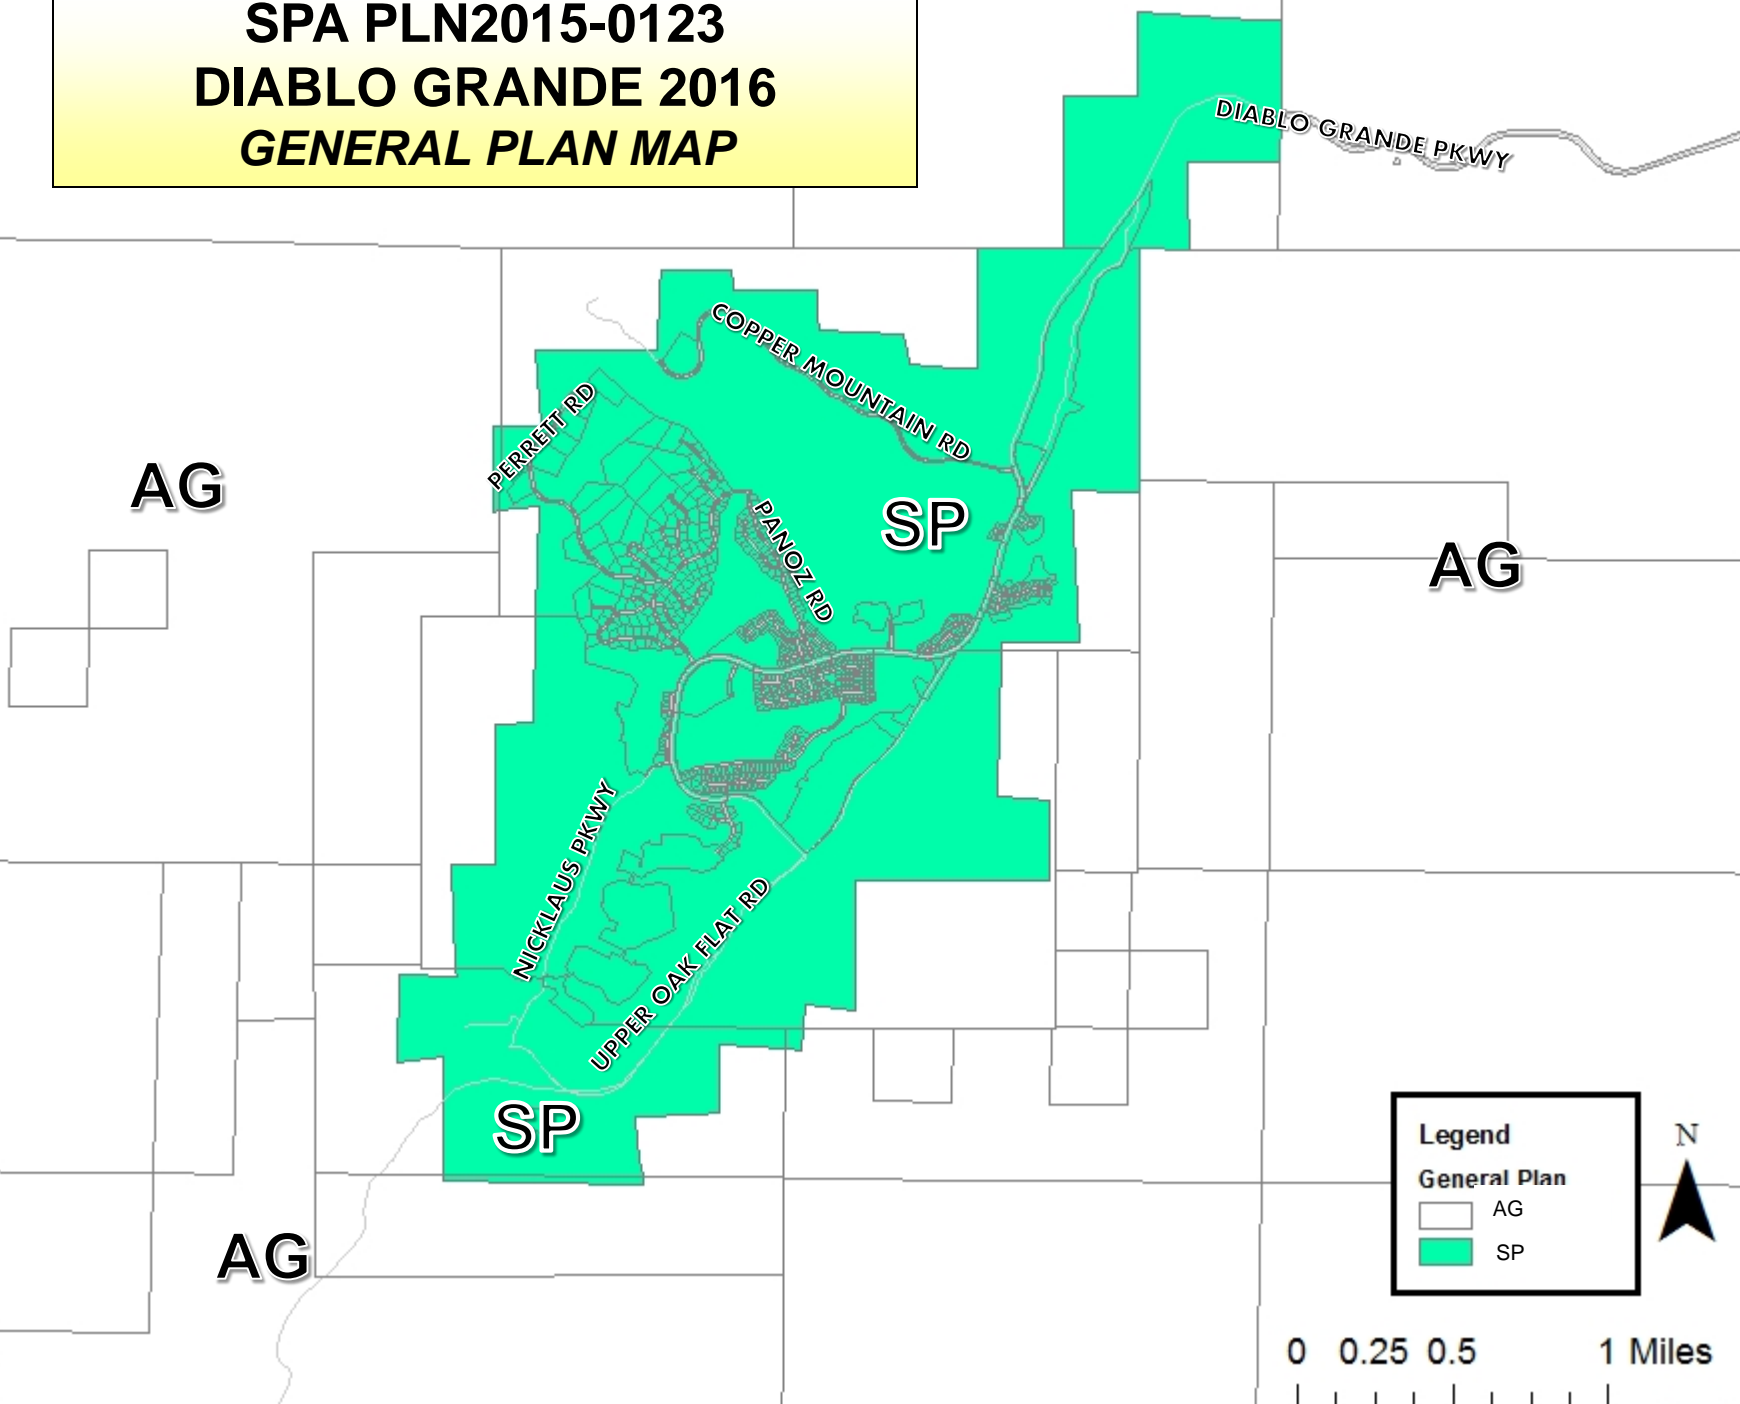 SPA PLN2015-0123
DIABLO GRANDE 2016
GENERAL PLAN MAP
DIABLO GRANDE PKWY
COPPER MOUNTAIN RD
PERRETT RD
PANOZ RD
AG
SP
AG
NICKLAUS PKWY
UPPER OAK FLAT RD
SP
AG
Legend
General Plan
AG
SP
N
0 0.25 0.5 1 Miles